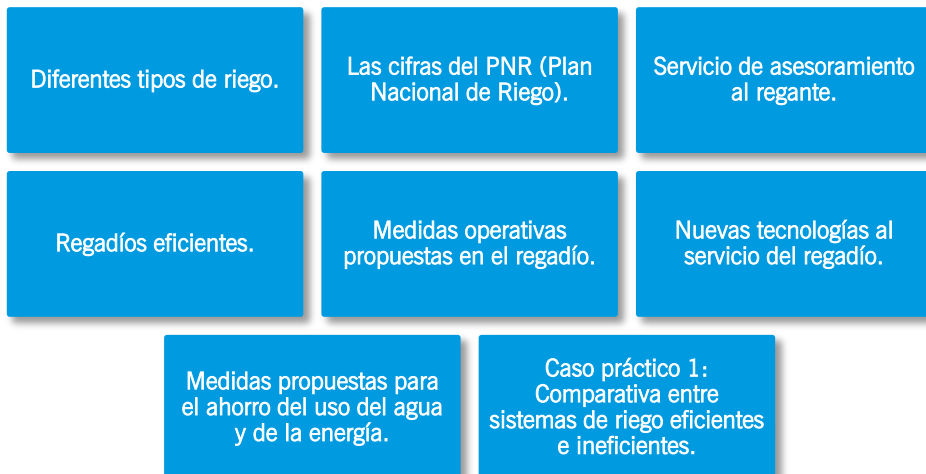 Diferentes tipos de riego.
Las cifras del PNR (Plan
Nacional de Riego).
Servicio de asesoramiento
al regante.
Regadíos eficientes.
Medidas operativas
propuestas en el regadío.
Nuevas tecnologías al
servicio del regadío.
Medidas propuestas para
el ahorro del uso del agua
y de la energía.
Caso práctico 1:
Comparativa entre
sistemas de riego eficientes
e ineficientes.